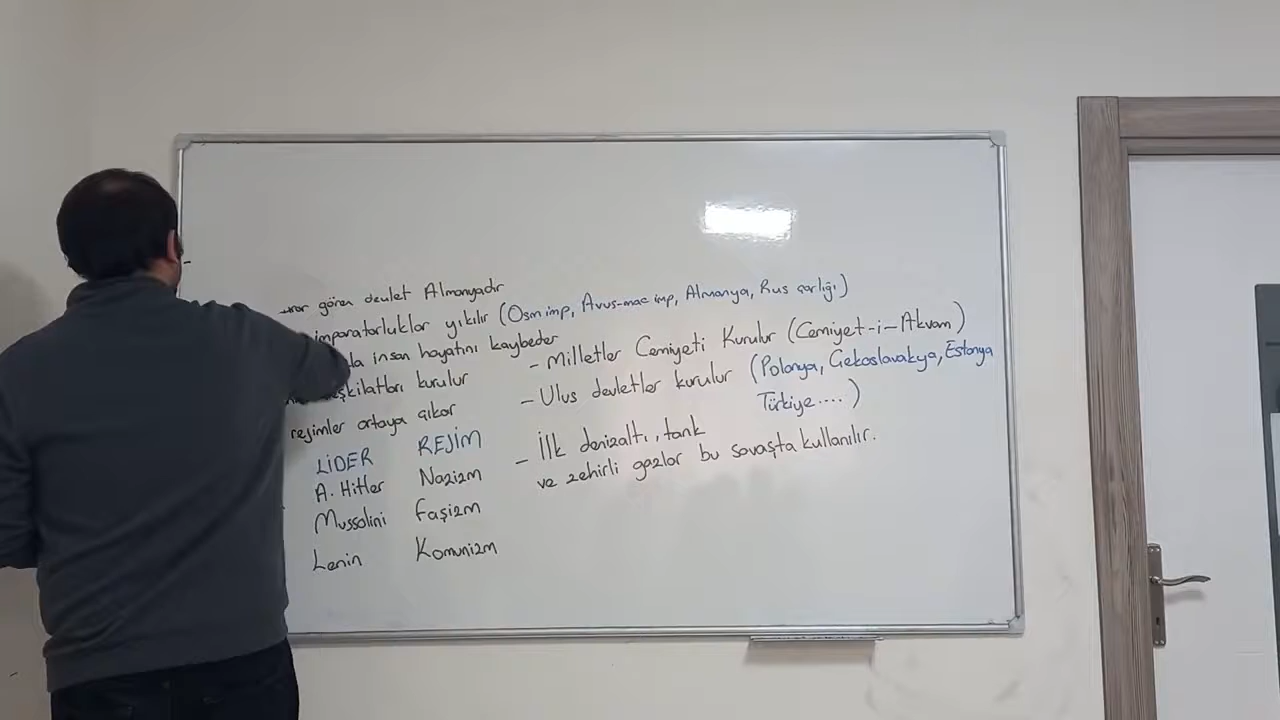 gören devlet Almanyadır
imparatorluklar yıkılır (Osm imp, Avus-mac imp, Almanya, Rus çarlığı)
insan hayatını kaybeder
- Milletler Cemiyeti Kurulur (Cemiyet-i-Akvam)
kurulur
- Ulus devletler kurulur (Polonya, Çekoslavakya, Estonya
Türkiye....)
rejimler ortaya çıkar
LİDER REJİM
- İlk denizaltı, tank
A. Hitler Nazizm
ve zehirli gazlar bu savaşta kullanılır.
Mussolini Faşizm
Lenin Komunizm